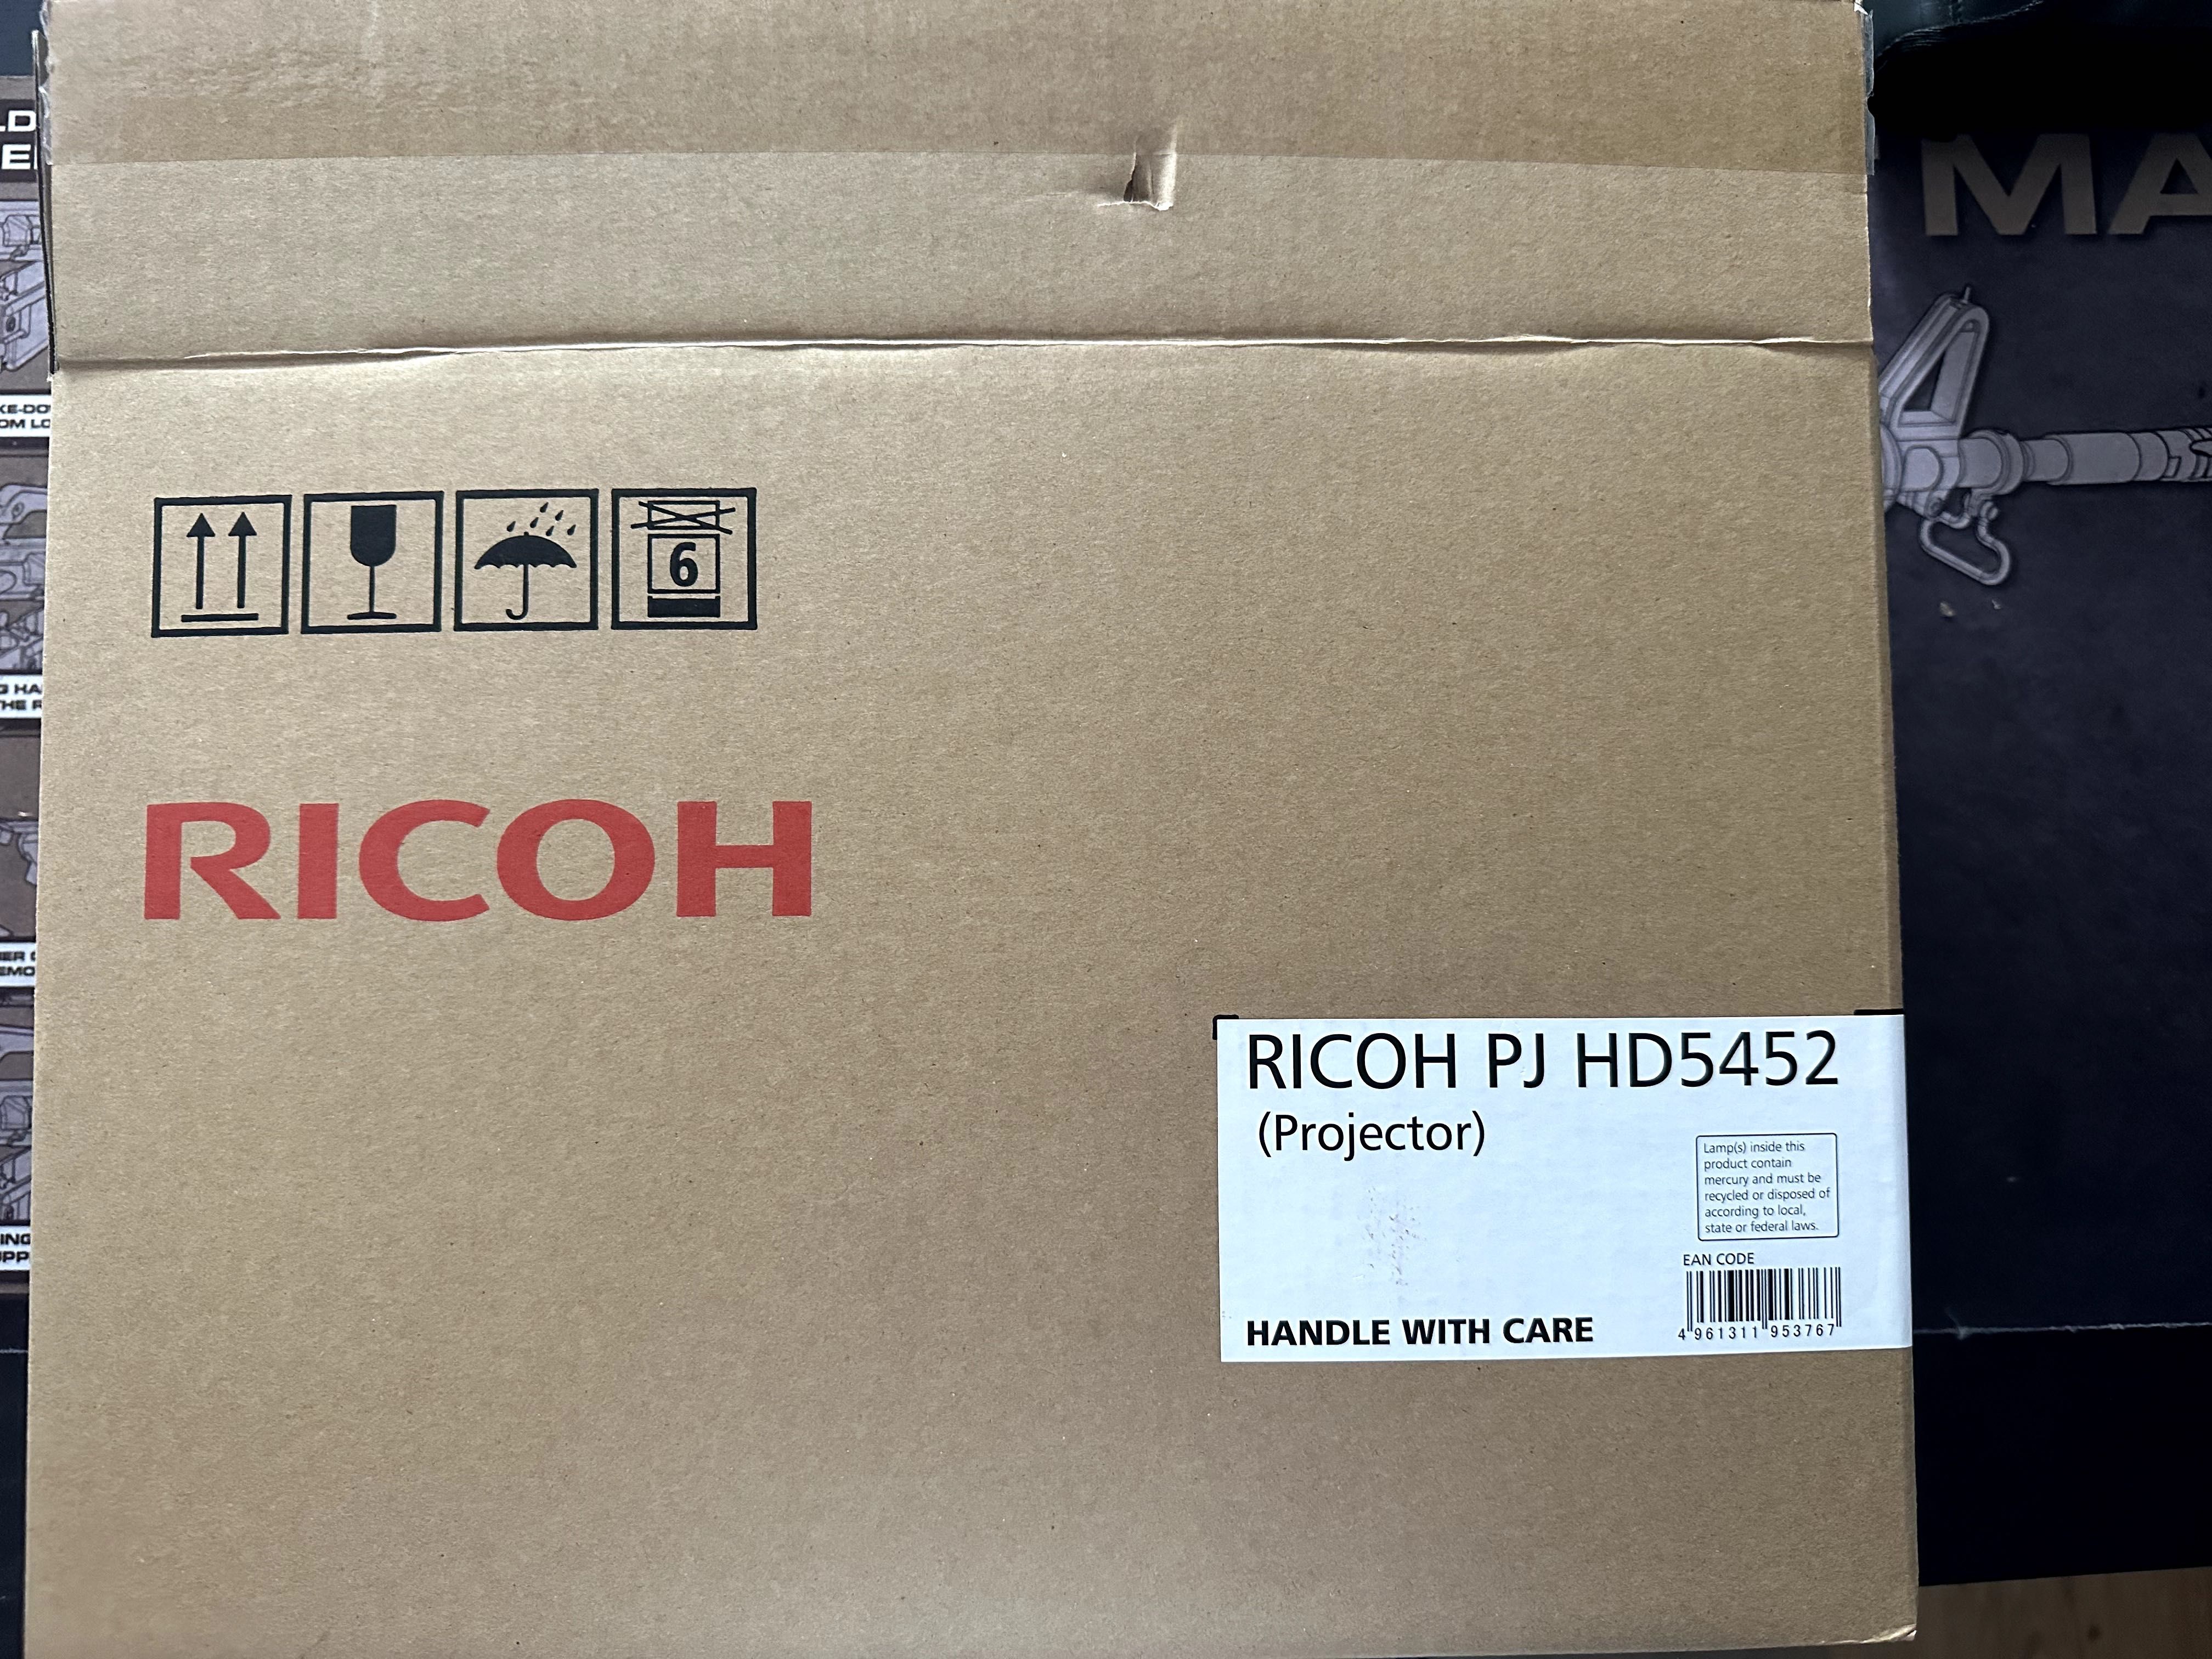 MA
6
RICOH
RICOH PJ HD5452
(Projector)
Lamp(s) inside this
product contain
mercury and must be
recycled or disposed of
according to local,
state or federal laws.
EAN CODE
HANDLE WITH CARE
4 961311 953767